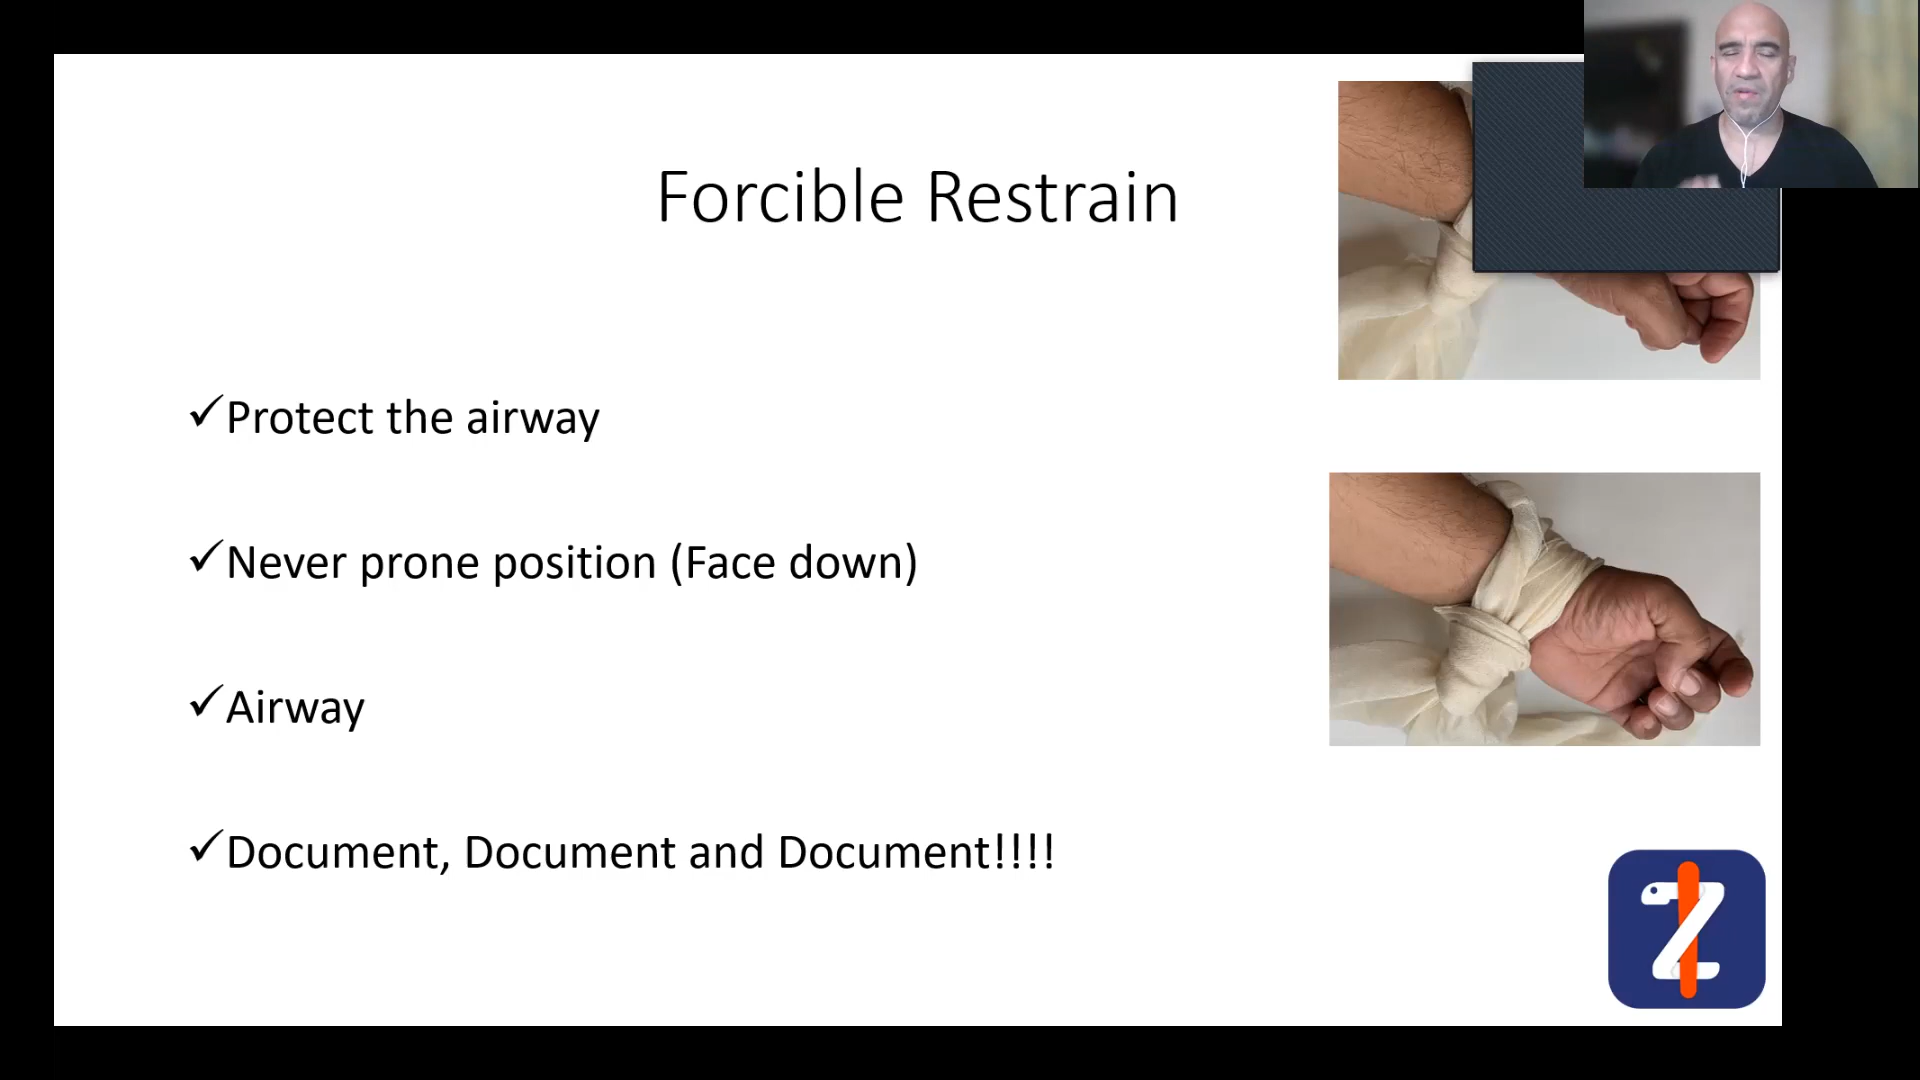 Forcible Restrain
✓Protect the airway
✓Never prone position (Face down)
✓Airway
✓Document, Document and Document!!!!